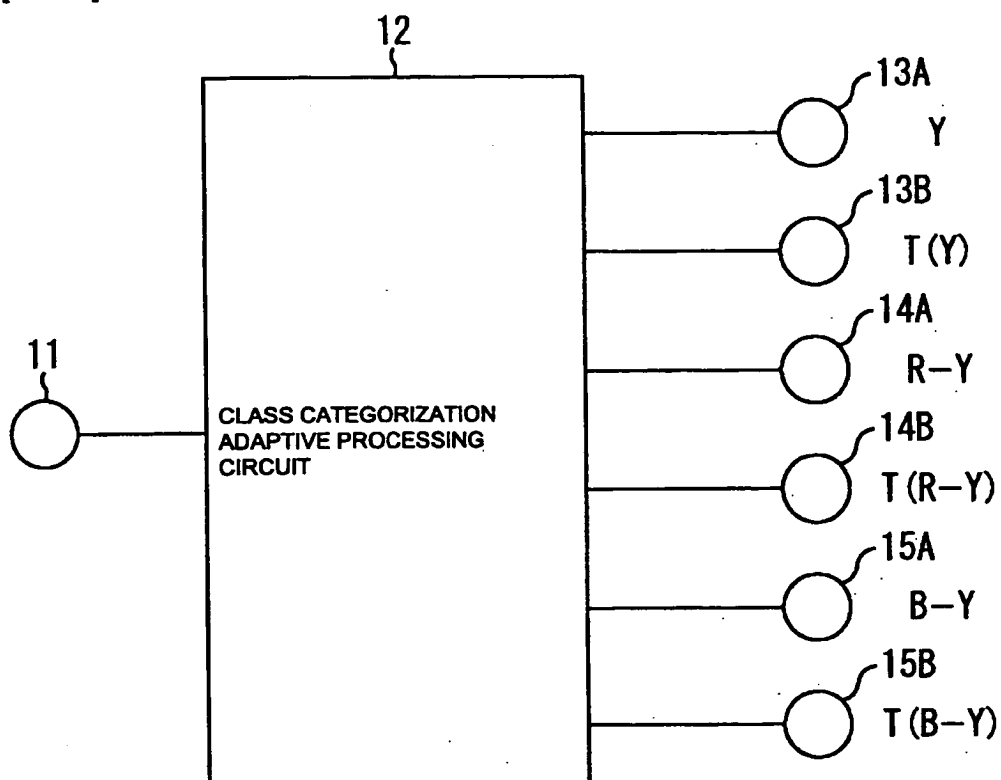 12
13A
Y
13B
T(Y)
14A
R-Y
11
CLASS CATEGORIZATION
ADAPTIVE PROCESSING
CIRCUIT
14B
T(R-Y)
15A
B-Y
15B
T(B-Y)